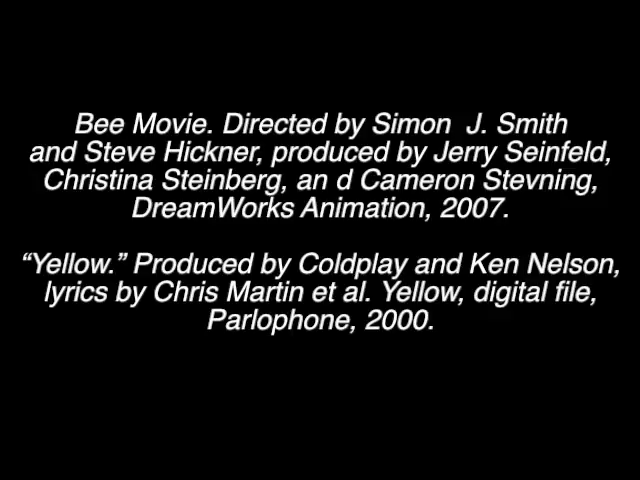 Bee Movie. Directed by Simon  J. Smith
and Steve Hickner, produced by Jerry Seinfeld,
Christina Steinberg, an d Cameron Stevning,
DreamWorks Animation, 2007.
“Yellow.” Produced by Coldplay and Ken Nelson,
lyrics by Chris Martin et al. Yellow, digital file,
Parlophone, 2000.